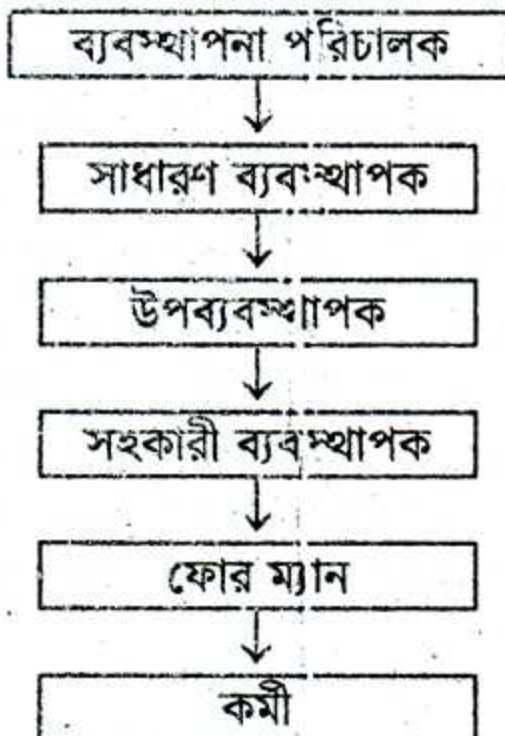 ব্যবস্থাপনা পরিচালক
সাধারণ ব্যবস্থাপক
উপব্যবস্থাপক
সহকারী ব্যবস্থাপক
ফোর ম্যান
কর্মী